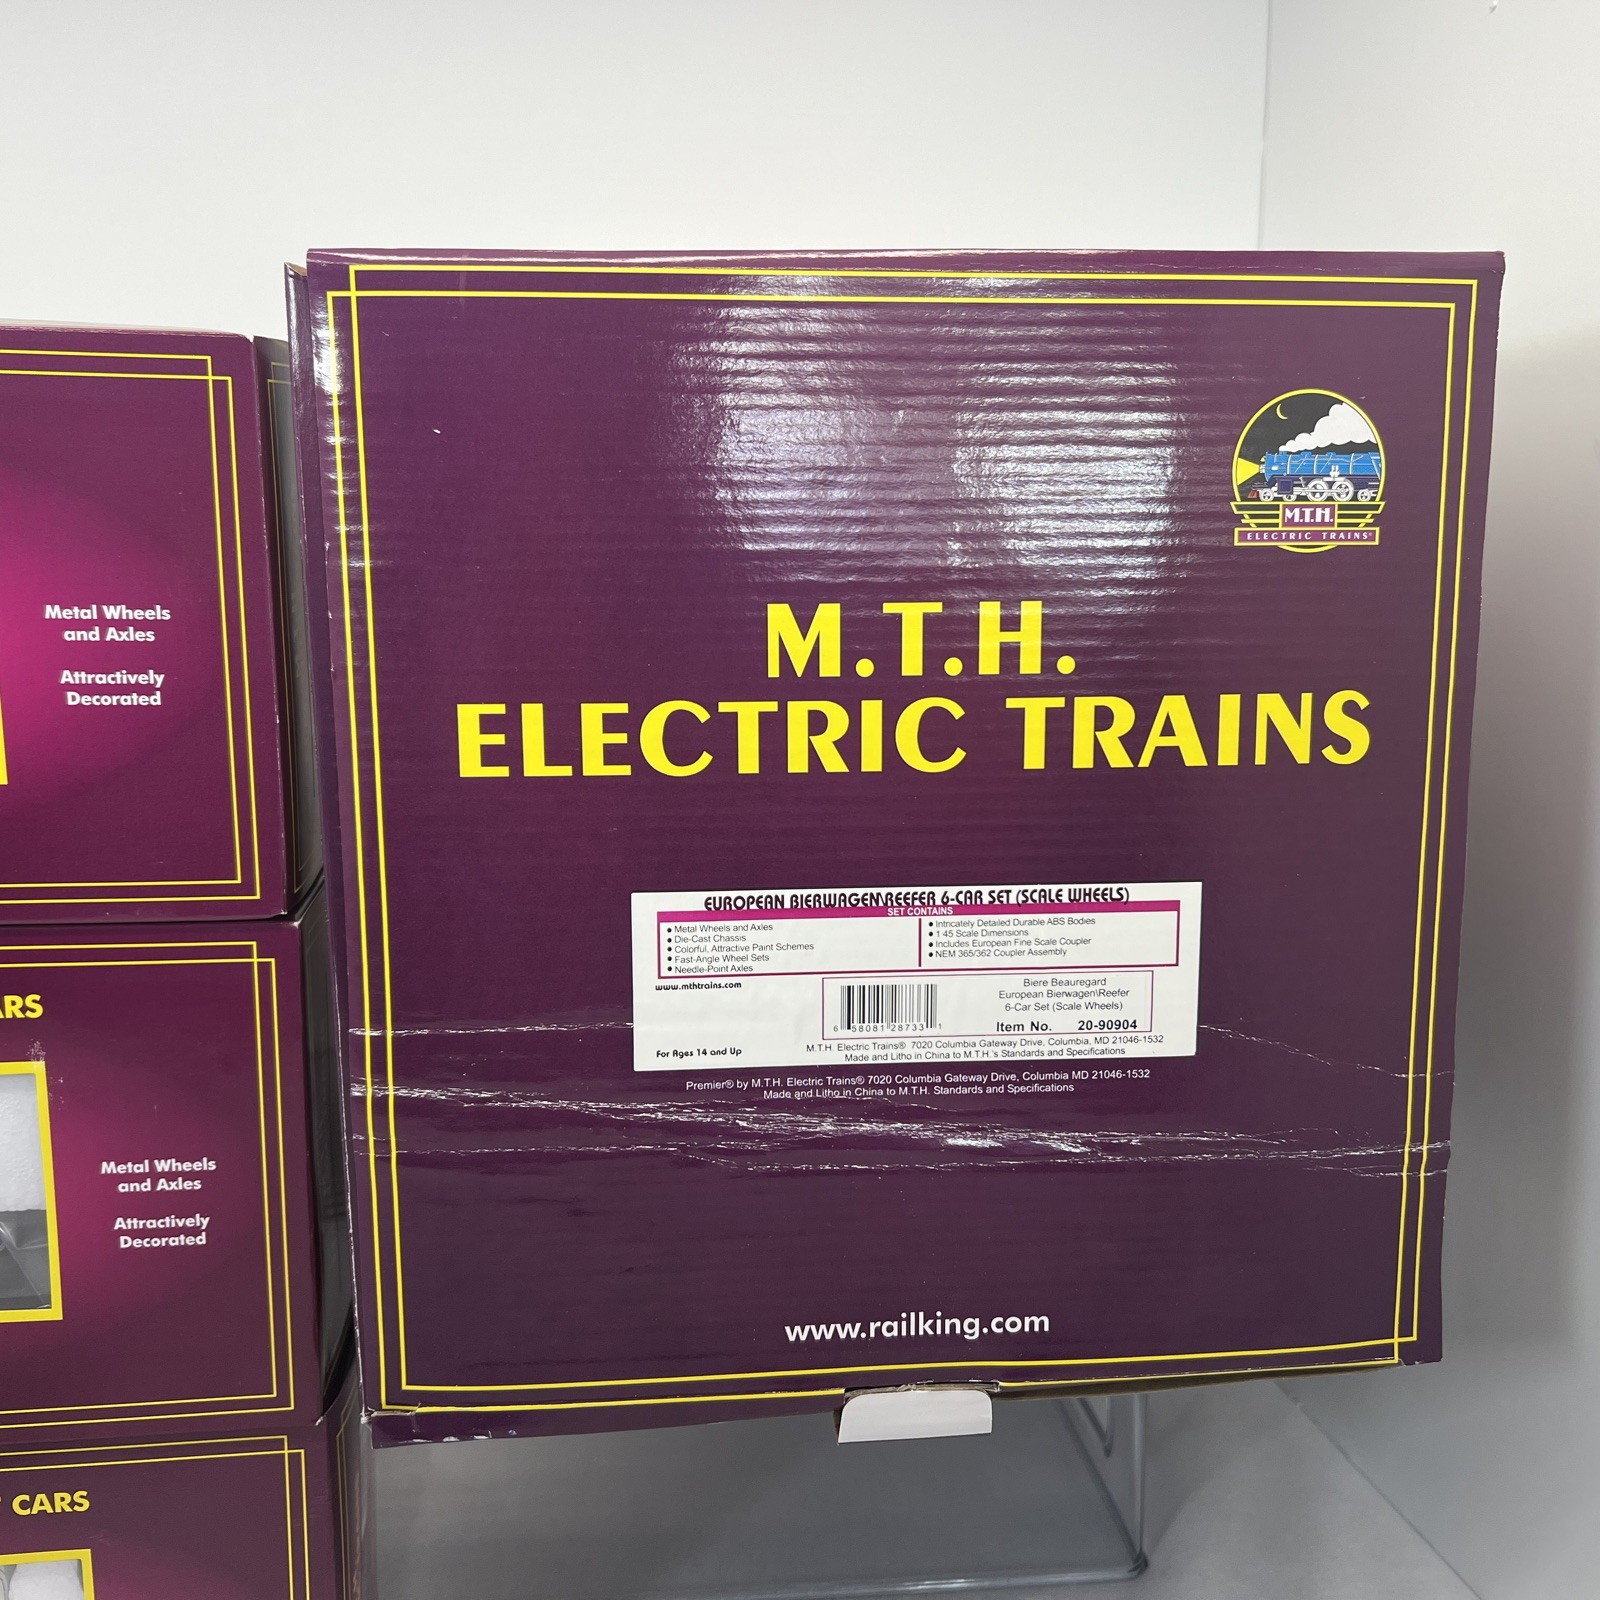 M.T.H.
ELECTRIC TRAINS®
M.T.H.
ELECTRIC TRAINS
EUROPEAN BIERWAGEN\REEFER 6-CAR SET (SCALE WHEELS)
SET CONTAINS
• Metal Wheels and Axles
• Die-Cast Chassis
• Colorful, Attractive Paint Schemes
• Fast-Angle Wheel Sets
• Needle-Point Axles
• Intricately Detailed Durable ABS Bodies
• 1:45 Scale Dimensions
• Includes European Fine Scale Coupler
• NEM 365/362 Coupler Assembly
www.mthtrains.com
Biere Beauregard
European Bierwagen\Reefer
6-Car Set (Scale Wheels)
Item No. 20-90904
6 58081 28733 1
For Ages 14 and Up
M.T.H. Electric Trains® 7020 Columbia Gateway Drive, Columbia, MD 21046-1532
Made and Litho in China to M.T.H.'s Standards and Specifications
Premier® by M.T.H. Electric Trains® 7020 Columbia Gateway Drive, Columbia MD 21046-1532
Made and Litho in China to M.T.H. Standards and Specifications
www.railking.com
Metal Wheels
and Axles
Attractively
Decorated
ARS
Metal Wheels
and Axles
Attractively
Decorated
CARS